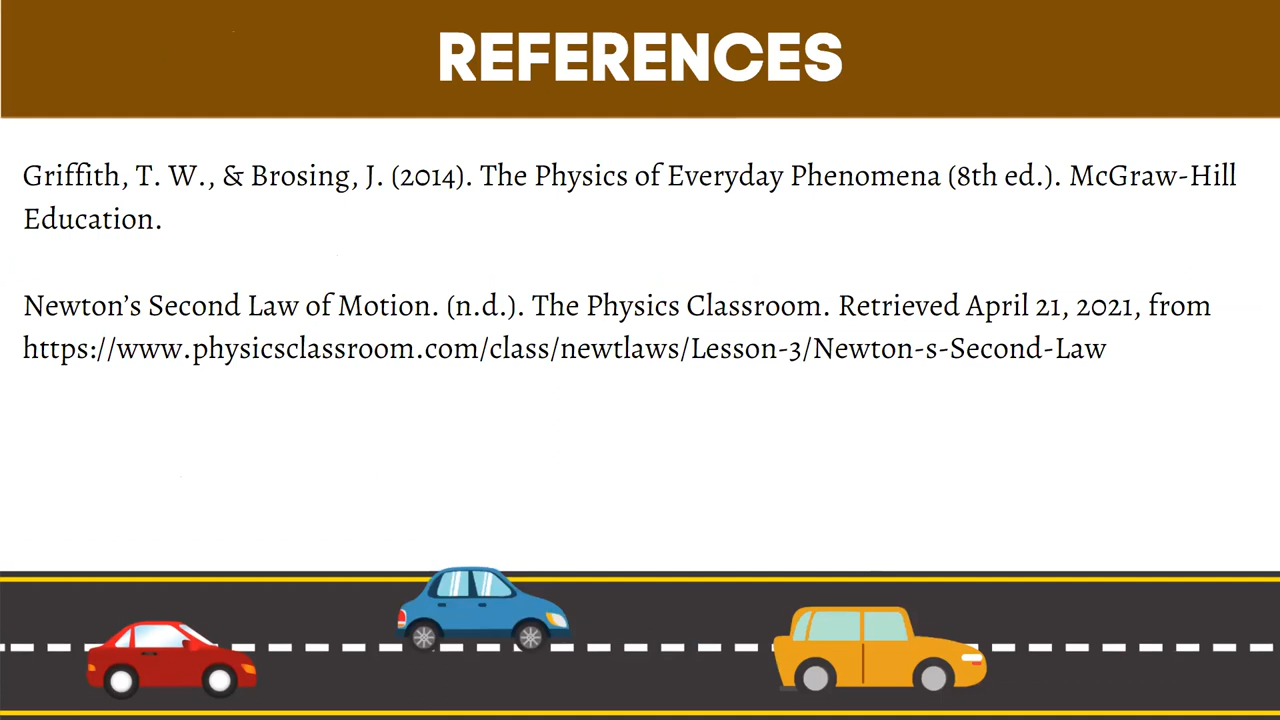 REFERENCES
Griffith, T. W., & Brosing, J. (2014). The Physics of Everyday Phenomena (8th ed.). McGraw-Hill
Education.
Newton’s Second Law of Motion. (n.d.). The Physics Classroom. Retrieved April 21, 2021, from
https://www.physicsclassroom.com/class/newtlaws/Lesson-3/Newton-s-Second-Law